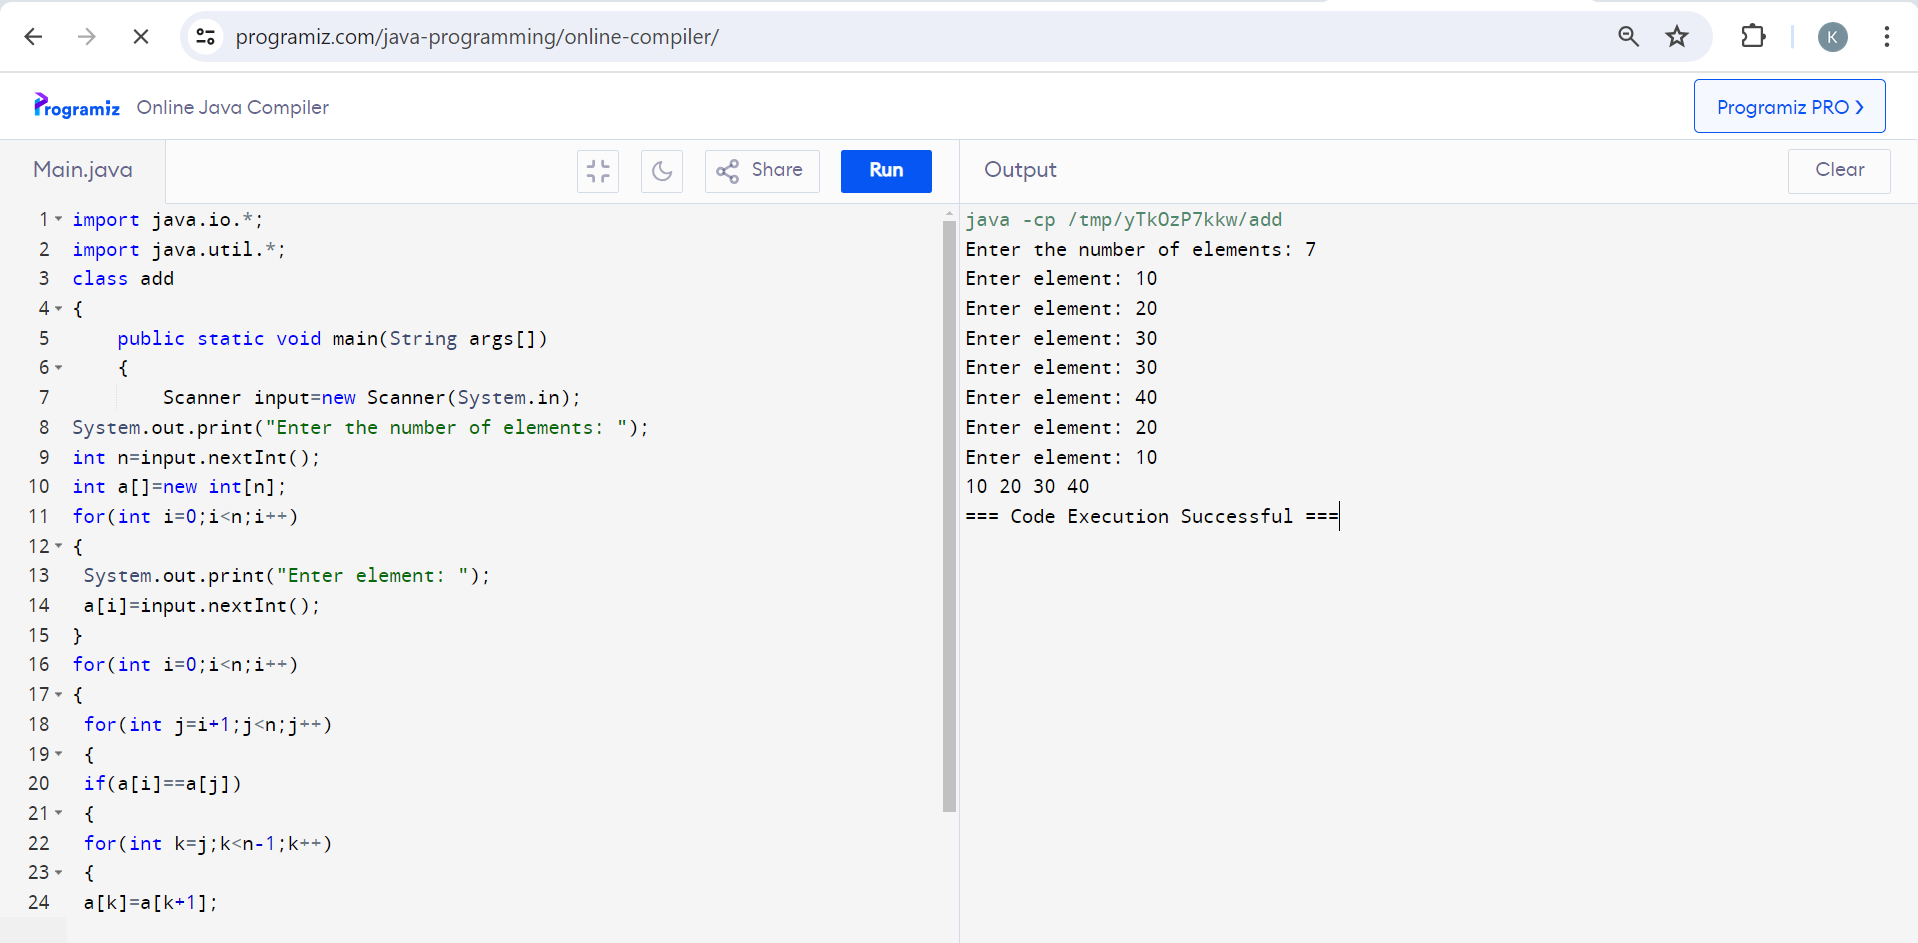 programiz.com/java-programming/online-compiler/
K
Programiz Online Java Compiler
Programiz PRO
Main.java
Share
Run
Output
Clear
1 import java.io.*;
2 import java.util.*;
3 class add
4 {
5 public static void main(String args[])
6 {
7 Scanner input=new Scanner(System.in);
8 System.out.print("Enter the number of elements: ");
9 int n=input.nextInt();
10 int a[]=new int[n];
11 for(int i=0;i<n;i++)
12 {
13 System.out.print("Enter element: ");
14 a[i]=input.nextInt();
15 }
16 for(int i=0;i<n;i++)
17 {
18 for(int j=i+1;j<n;j++)
19 {
20 if(a[i]==a[j])
21 {
22 for(int k=j;k<n-1;k++)
23 {
24 a[k]=a[k+1];
java -cp /tmp/yTkOzP7kkw/add
Enter the number of elements: 7
Enter element: 10
Enter element: 20
Enter element: 30
Enter element: 30
Enter element: 40
Enter element: 20
Enter element: 10
10 20 30 40
=== Code Execution Successful ===